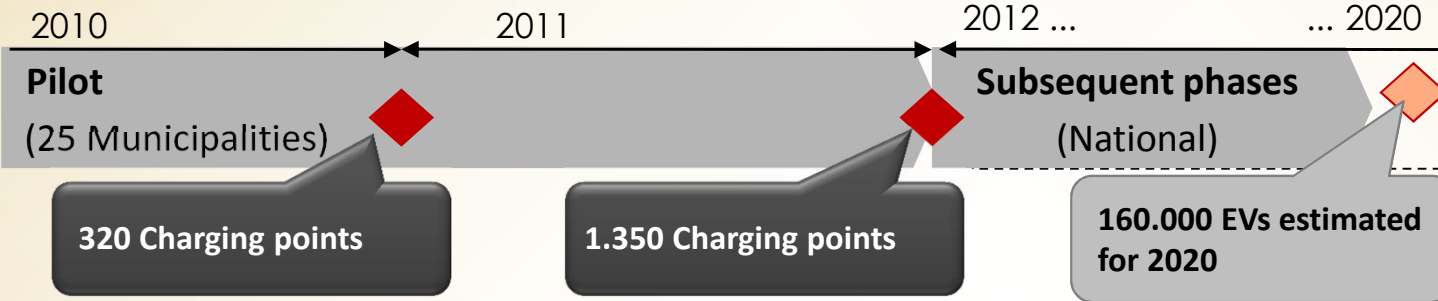 2010
2011
2012 ...
... 2020
Pilot
(25 Municipalities)
Subsequent phases
(National)
320 Charging points
1.350 Charging points
160.000 EVs estimated
for 2020